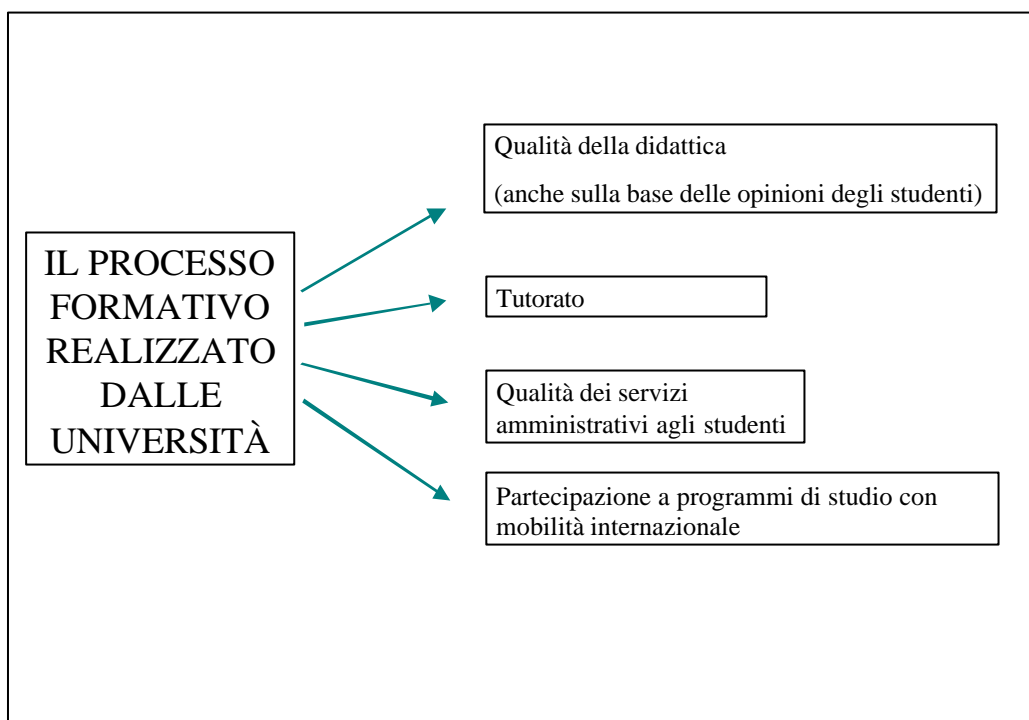 IL PROCESSO
FORMATIVO
REALIZZATO
DALLE
UNIVERSITÀ
Qualità della didattica
(anche sulla base delle opinioni degli studenti)
Tutorato
Qualità dei servizi
amministrativi agli studenti
Partecipazione a programmi di studio con
mobilità internazionale